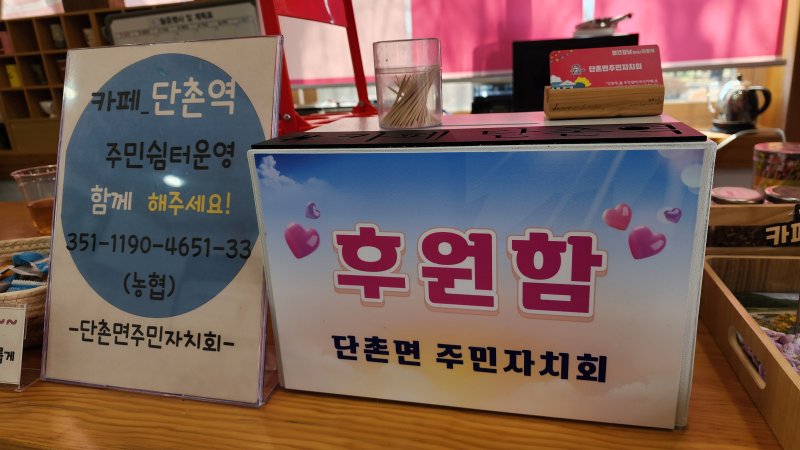 카페_단촌역
주민쉼터운영
함께 해주세요!
351-1190-4651-33
(농협)
-단촌면주민자치회-
후원함
단촌면 주민자치회
단촌면주민자치회
카페